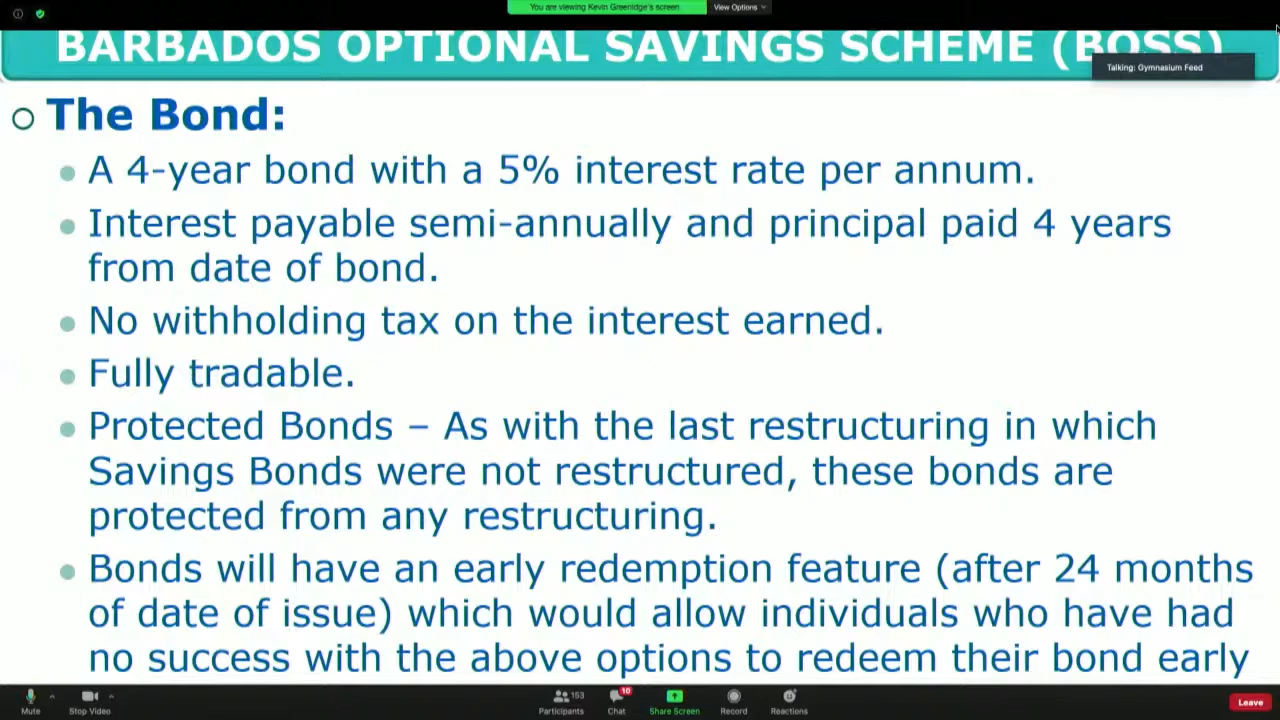 You are viewing Kevin Greenidge's screen
View Options
BARBADOS OPTIONAL SAVINGS SCHEME (BOSS)
Talking: Gymnasium Feed
The Bond:
A 4-year bond with a 5% interest rate per annum.
Interest payable semi-annually and principal paid 4 years
from date of bond.
No withholding tax on the interest earned.
Fully tradable.
Protected Bonds – As with the last restructuring in which
Savings Bonds were not restructured, these bonds are
protected from any restructuring.
Bonds will have an early redemption feature (after 24 months
of date of issue) which would allow individuals who have had
no success with the above options to redeem their bond early
Mute
Stop Video
153
Participants
10
Chat
Share Screen
Record
Reactions
Leave